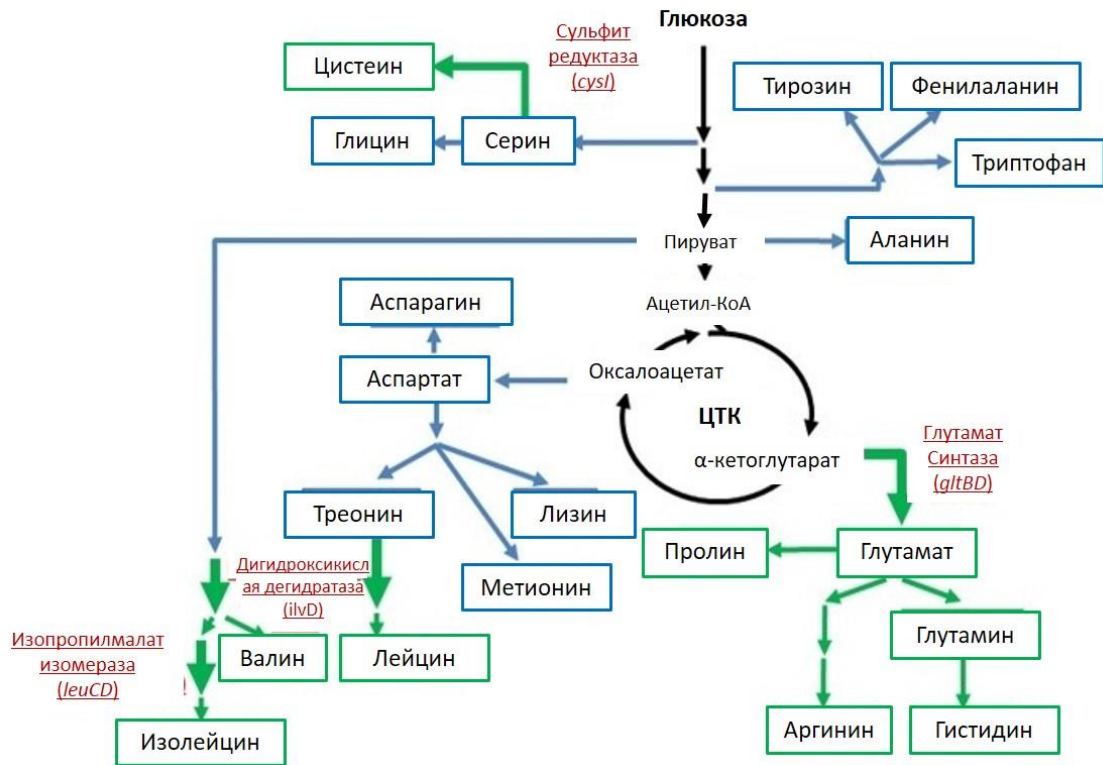 Глюкоза
Сульфит
редуктаза
(cysI)
Цистеин
Тирозин
Фенилаланин
Глицин
Серин
Триптофан
Пируват
Аланин
Аспарагин
Ацетил-КоА
Аспартат
Оксалоацетат
ЦТК
α-кетоглутарат
Глутамат
Синтаза
(gltBD)
Треонин
Лизин
Пролин
Глутамат
Дигидроксикисл
ая дегидратаза
(ilvD)
Метионин
Изопропилмалат
изомераза
(leuCD)
Валин
Лейцин
Глутамин
Изолейцин
Аргинин
Гистидин